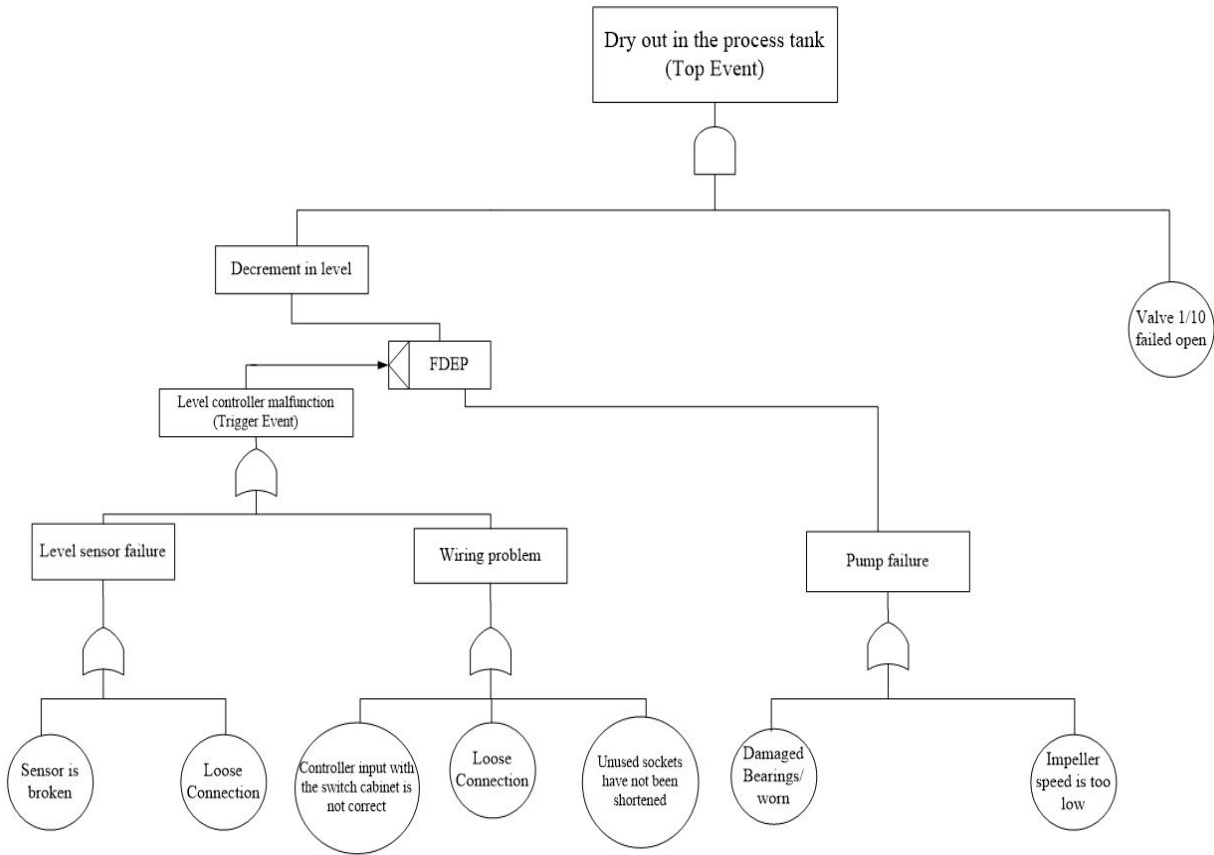 Dry out in the process tank
(Top Event)
Decrement in level
Valve 1/10
failed open
FDEP
Level controller malfunction
(Trigger Event)
Level sensor failure
Wiring problem
Pump failure
Sensor is
broken
Loose
Connection
Controller input with
the switch cabinet is
not correct
Loose
Connection
Unused sockets
have not been
shortened
Damaged
Bearings/
worn
Impeller
speed is too
low